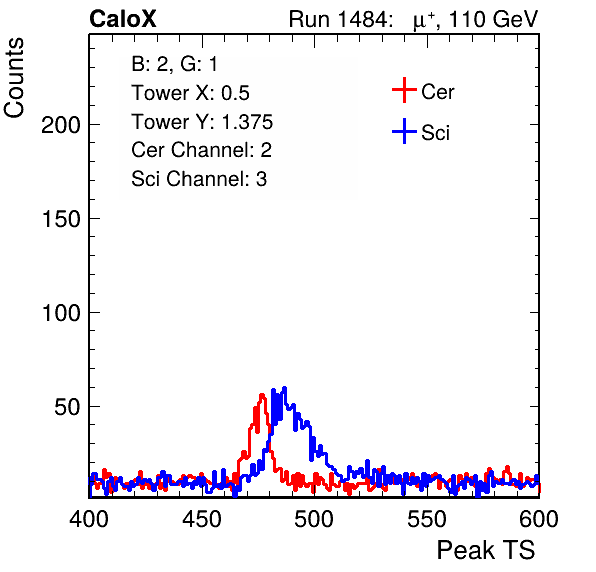 CaloX Run 1484: μ⁺, 110 GeV
Counts
B: 2, G: 1
Tower X: 0.5
Tower Y: 1.375
Cer Channel: 2
Sci Channel: 3
Cer
Sci
200
150
100
50
400 450 500 550 600
Peak TS